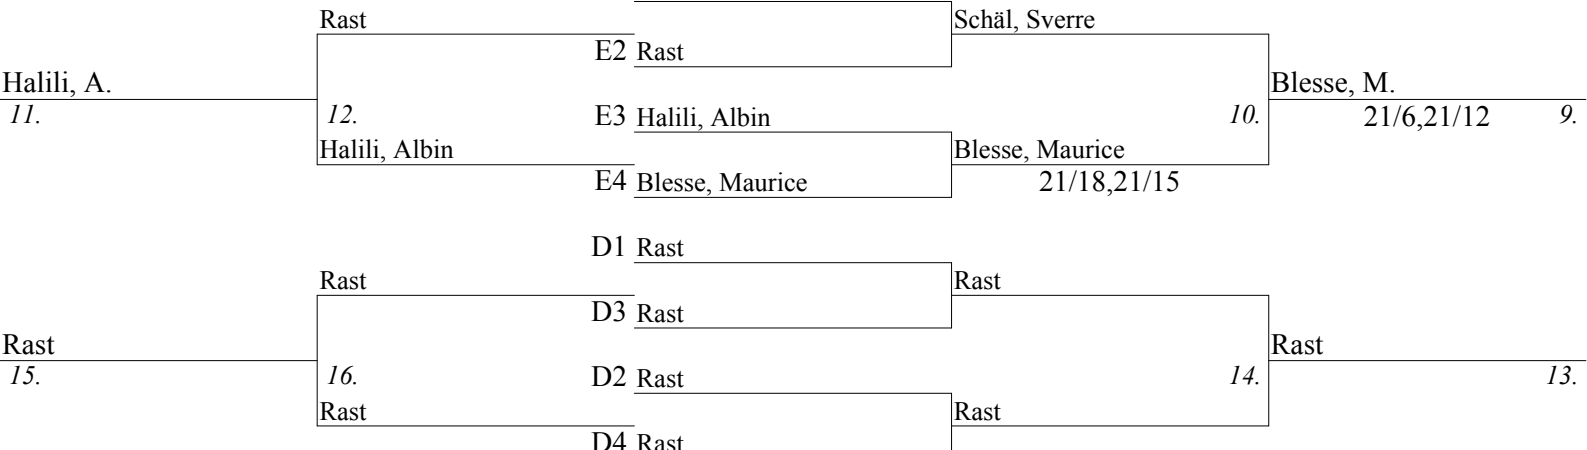 Rast
Schäl, Sverre
E2 Rast
Halili, A.
Blesse, M.
11.
12.
E3 Halili, Albin
10.
21/6,21/12
9.
Halili, Albin
Blesse, Maurice
E4 Blesse, Maurice
21/18,21/15
D1 Rast
Rast
Rast
D3 Rast
Rast
Rast
15.
16.
D2 Rast
14.
13.
Rast
Rast
D4 Rast